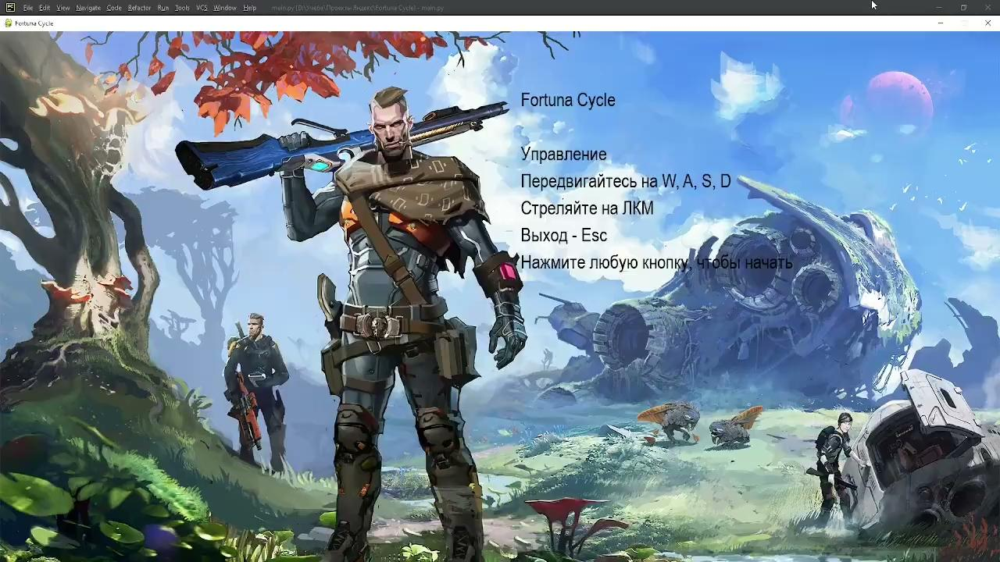 File Edit View Navigate Code Refactor Run Tools VCS Window Help main.py [D:\Учеба\Проекты Яндекс\Fortuna Cycle] - main.py
Fortuna Cycle
Fortuna Cycle
Управление
Передвигайтесь на W, A, S, D
Стреляйте на ЛКМ
Выход - Esc
Нажмите любую кнопку, чтобы начать